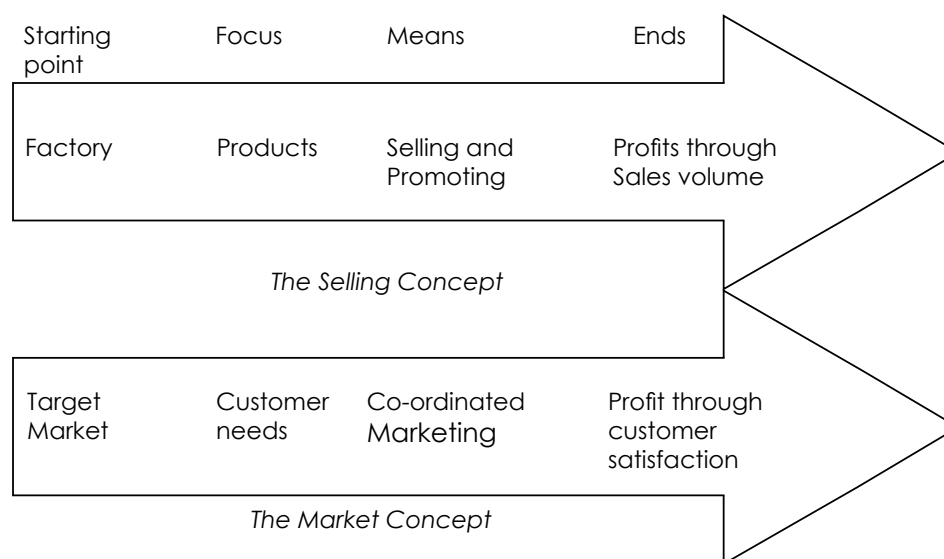 Starting Focus Means Ends
point
Factory Products Selling and Profits through
Promoting Sales volume
The Selling Concept
Target Customer Co-ordinated Profit through
Market needs Marketing customer
satisfaction
The Market Concept